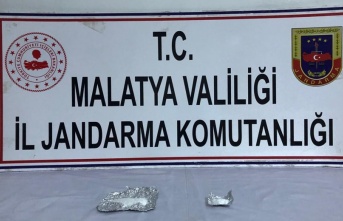 T.C.
MALATYA VALİLİĞİ
İL JANDARMA KOMUTANLIĞI